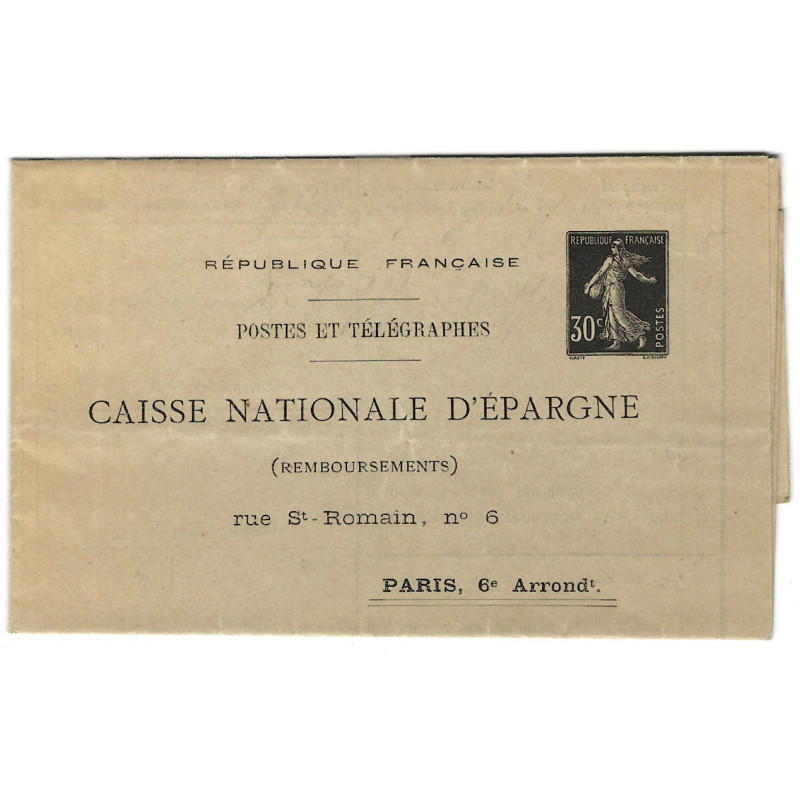 RÉPUBLIQUE FRANÇAISE
RÉPUBLIQUE FRANÇAISE
30c
POSTES
POSTES ET TÉLÉGRAPHES
CAISSE NATIONALE D'ÉPARGNE
(REMBOURSEMENTS)
rue St-Romain, no 6
PARIS, 6e Arrondt.